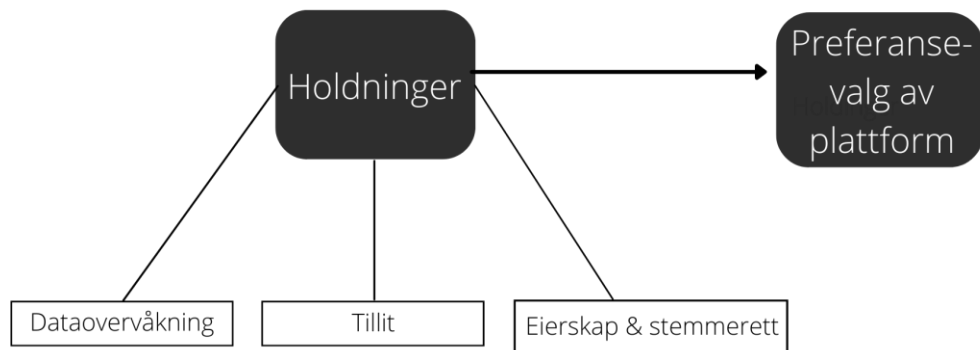 Holdninger
Preferanse-
valg av
plattform
Dataovervåkning
Tillit
Eierskap & stemmerett